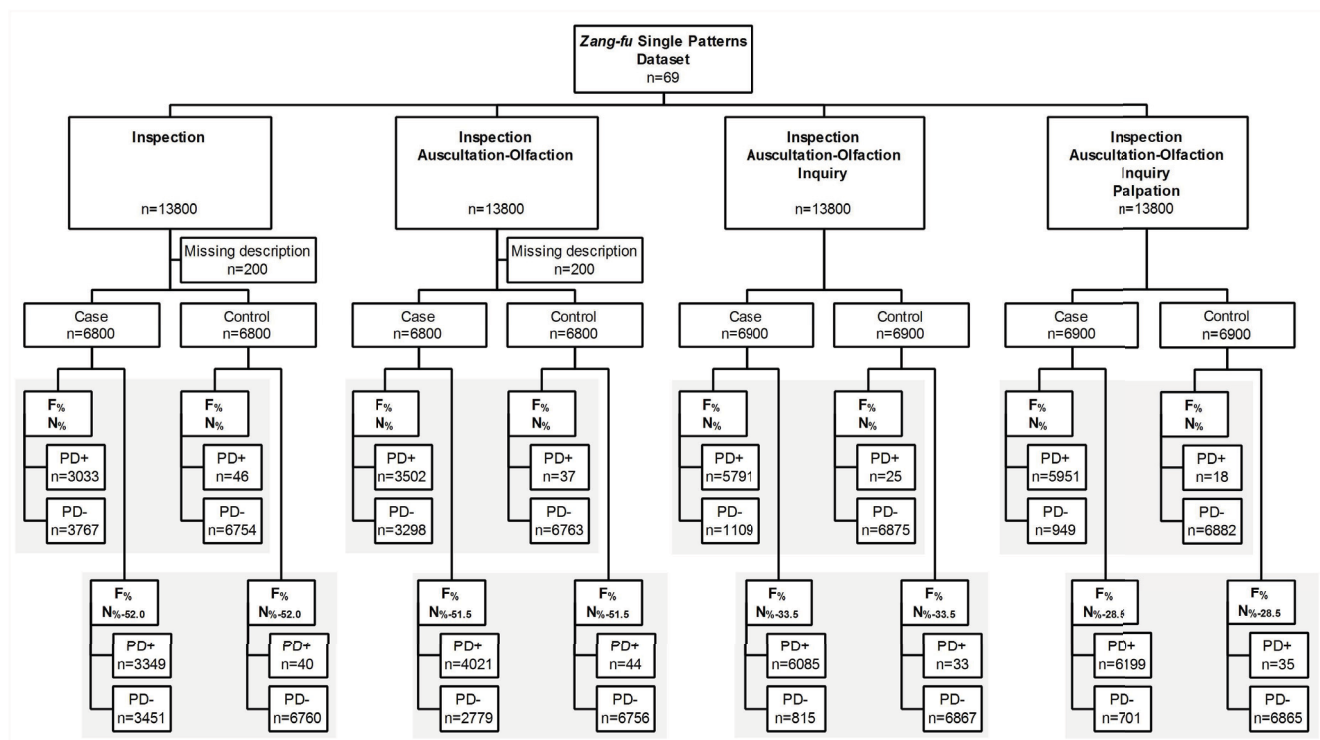 Zang-fu Single Patterns
Dataset
n=69
Inspection
n=13800
Inspection
Auscultation-Olfaction
n=13800
Inspection
Auscultation-Olfaction
Inquiry
n=13800
Inspection
Auscultation-Olfaction
Inquiry
Palpation
n=13800
Missing description
n=200
Missing description
n=200
Case
n=6800
Control
n=6800
Case
n=6800
Control
n=6800
Case
n=6900
Control
n=6900
Case
n=6900
Control
n=6900
F%
N%
PD+
n=3033
PD-
n=3767
F%
N%
PD+
n=46
PD-
n=6754
F%
N%
PD+
n=3502
PD-
n=3298
F%
N%
PD+
n=37
PD-
n=6763
F%
N%
PD+
n=5791
PD-
n=1109
F%
N%
PD+
n=25
PD-
n=6875
F%
N%
PD+
n=5951
PD-
n=949
F%
N%
PD+
n=18
PD-
n=6882
F%
N%-52.0
PD+
n=3349
PD-
n=3451
F%
N%-52.0
PD+
n=40
PD-
n=6760
F%
N%-51.5
PD+
n=4021
PD-
n=2779
F%
N%-51.5
PD+
n=44
PD-
n=6756
F%
N%-33.5
PD+
n=6085
PD-
n=815
F%
N%-33.5
PD+
n=33
PD-
n=6867
F%
N%-28.5
PD+
n=6199
PD-
n=701
F%
N%-28.5
PD+
n=35
PD-
n=6865